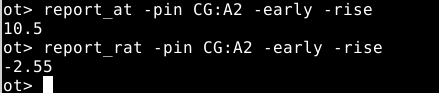 ot> report_at -pin CG:A2 -early -rise
10.5
ot> report_rat -pin CG:A2 -early -rise
-2.55
ot>